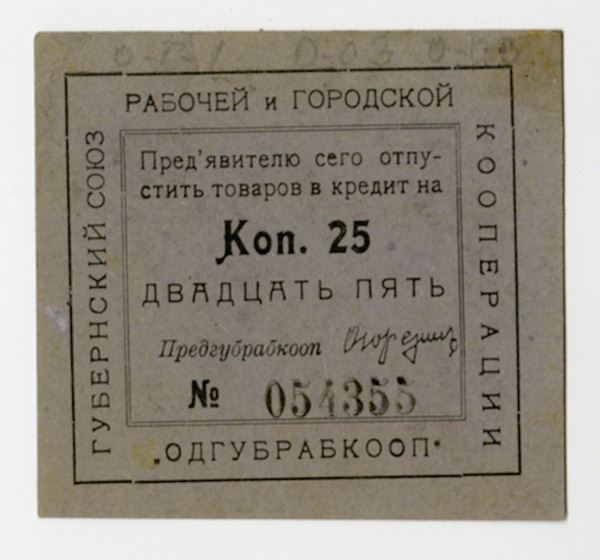 ГУБЕРНСКИЙ СОЮЗ
РАБОЧЕЙ и ГОРОДСКОЙ
КООПЕРАЦИИ
Пред'явителю сего отпу-
стить товаров в кредит на
Коп. 25
ДВАДЦАТЬ ПЯТЬ
Предгубрабкооп
№ 054355
„ОДГУБРАБКООП"